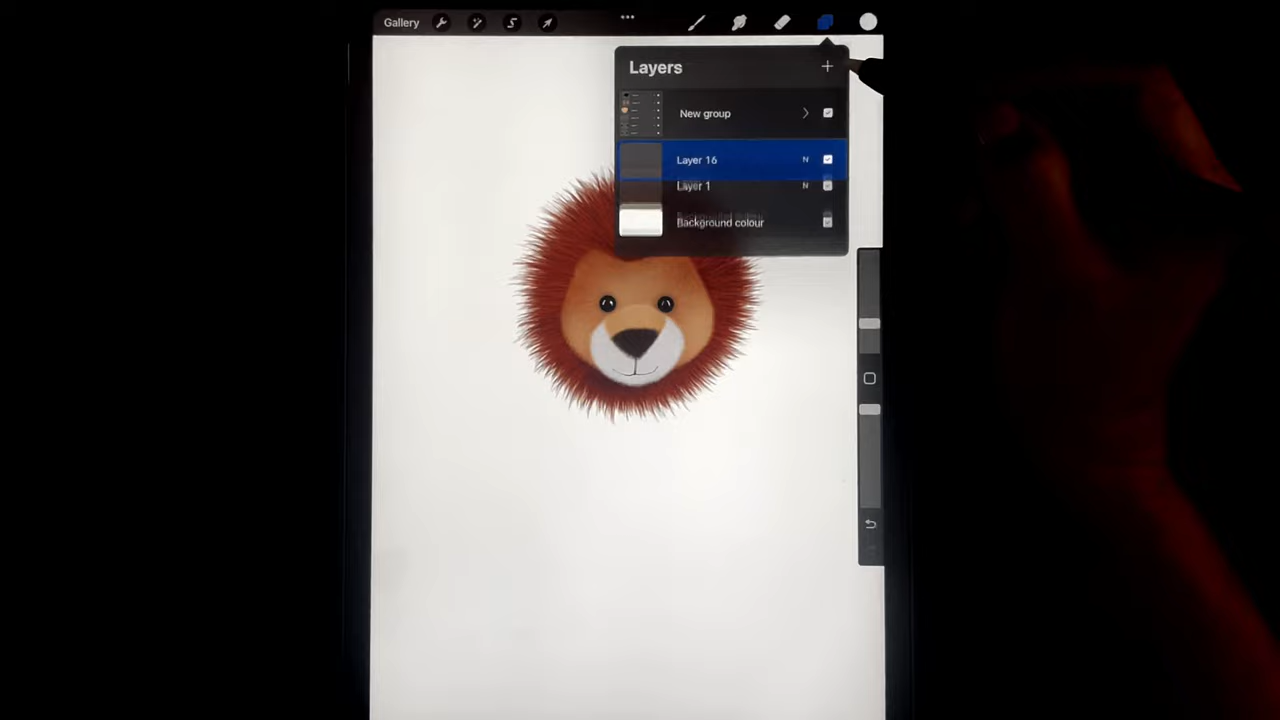 Gallery
Layers
New group
Layer 16 N
Layer 1 N
Background colour